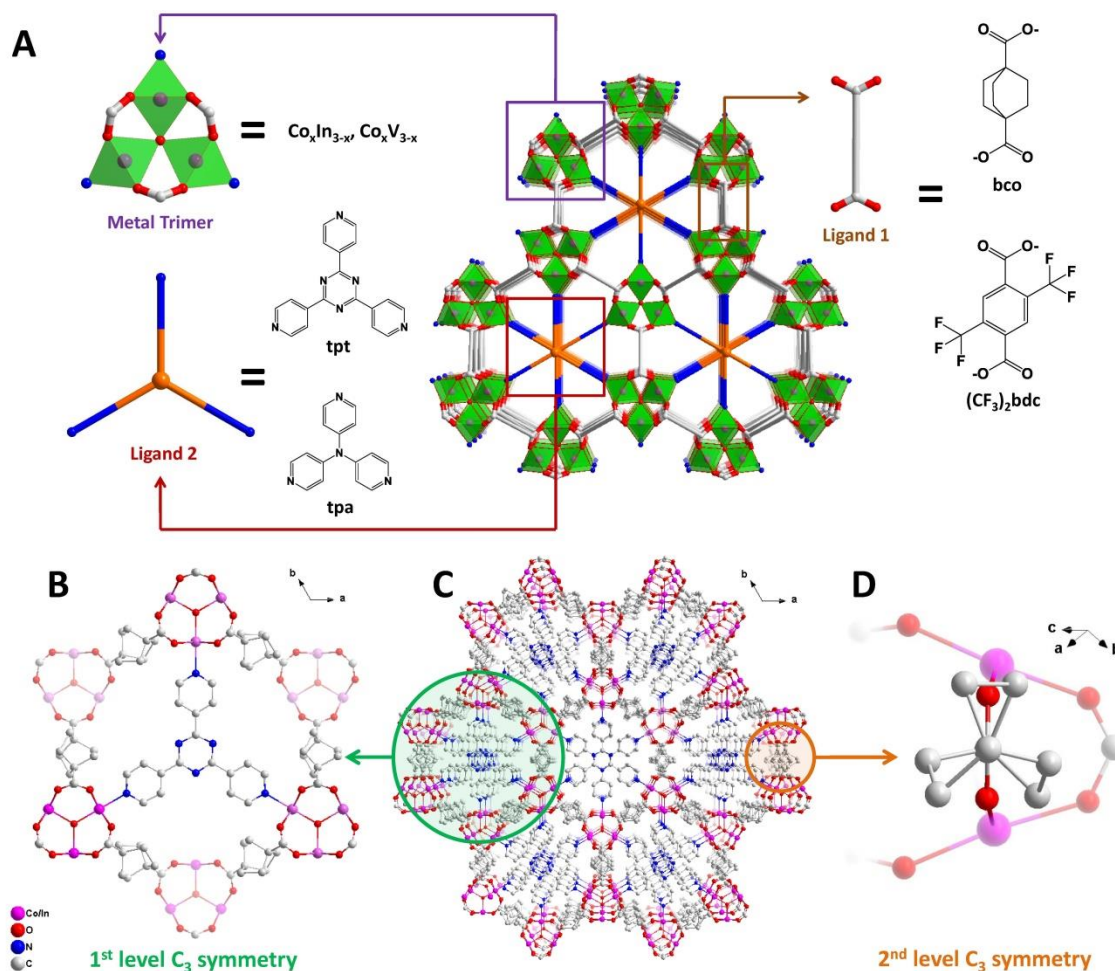 A
= CoₓIn₃₋ₓ, CoₓV₃₋ₓ
Metal Trimer
N
N
N
N
N
N
tpt
=
Ligand 2
N
N
N
N
tpa
Ligand 1
=
O
O-
-O
O
bco
O
O-
F
F
F
F
F
F
-O
O
(CF₃)₂bdc
B
b
a
Co/In
O
N
C
1st level C₃ symmetry
C
b
a
D
c
a
b
2nd level C₃ symmetry